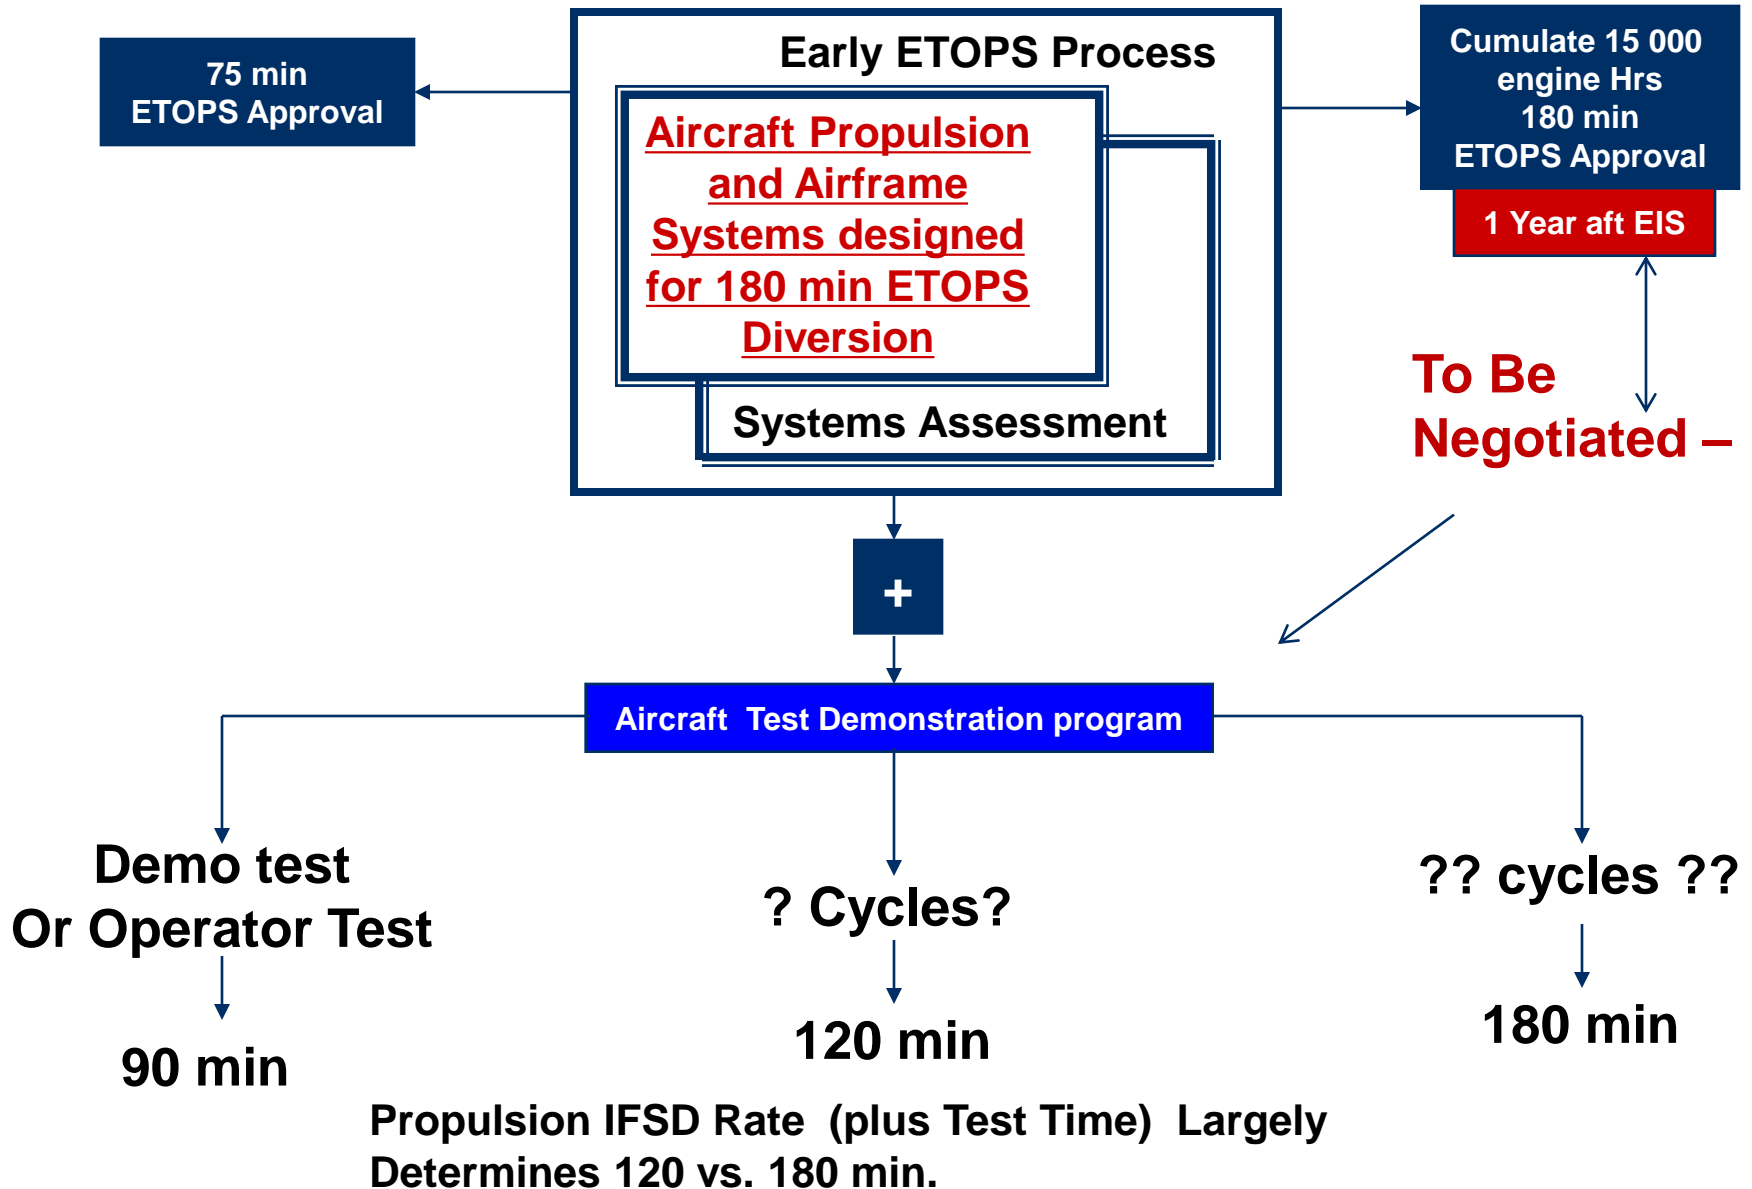 75 min
ETOPS Approval
Early ETOPS Process
Aircraft Propulsion
and Airframe
Systems designed
for 180 min ETOPS
Diversion
Systems Assessment
Cumulate 15 000
engine Hrs
180 min
ETOPS Approval
1 Year aft EIS
To Be
Negotiated –
+
Aircraft  Test Demonstration program
Demo test
Or Operator Test
90 min
? Cycles?
120 min
?? cycles ??
180 min
Propulsion IFSD Rate  (plus Test Time)  Largely
Determines 120 vs. 180 min.